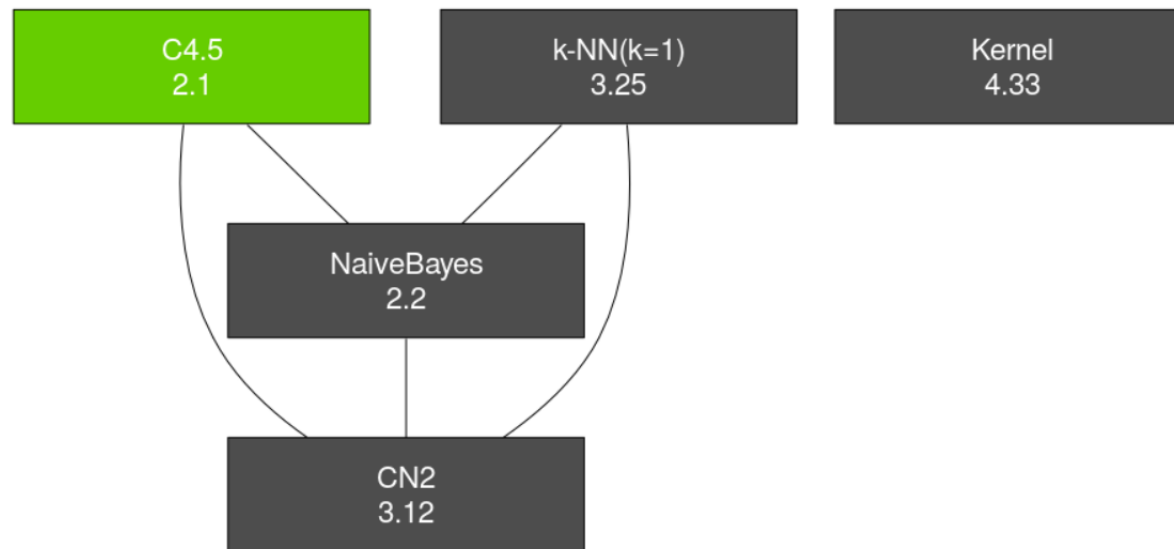 C4.5
2.1
k-NN(k=1)
3.25
Kernel
4.33
NaiveBayes
2.2
CN2
3.12